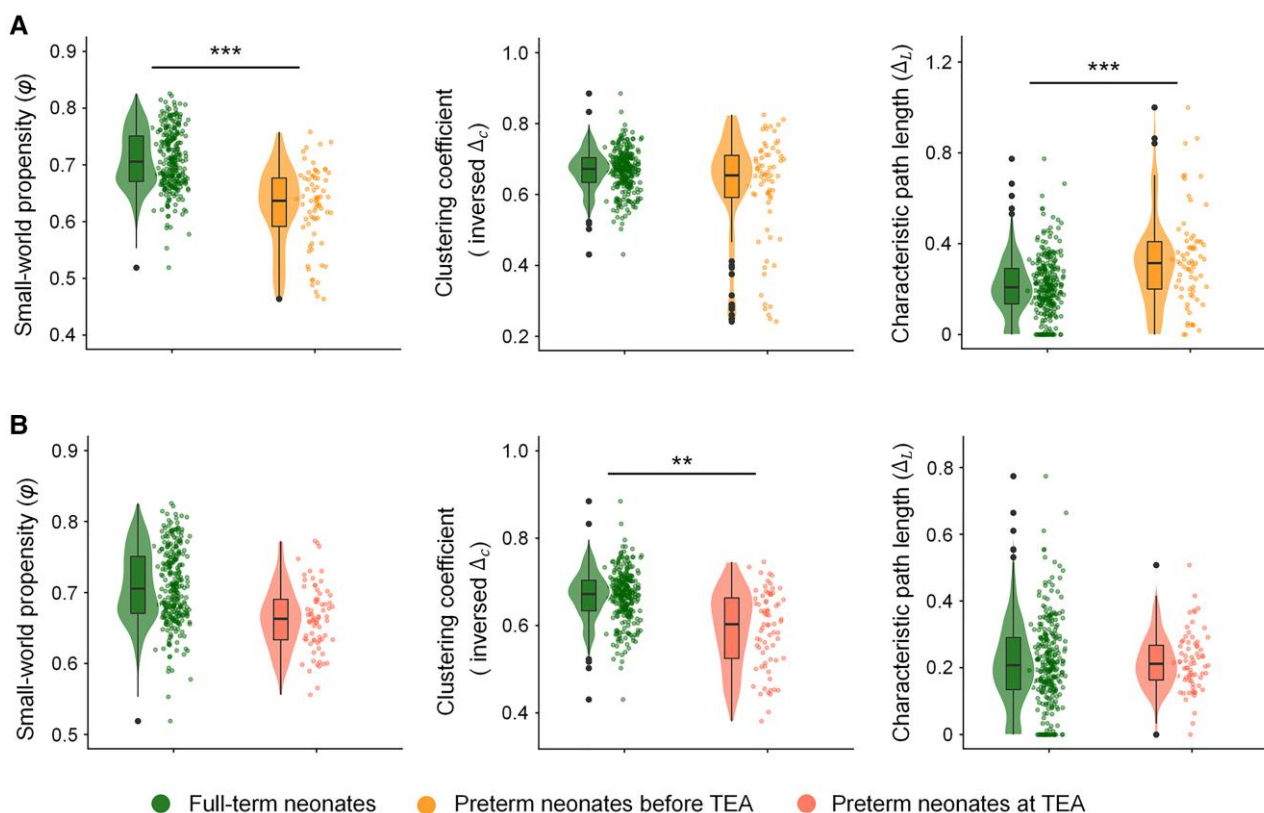 A
Small-world propensity (φ)
0.9
0.8
0.7
0.6
0.5
0.4
***
Clustering coefficient
( inversed Δc)
1.0
0.8
0.6
0.4
0.2
Characteristic path length (ΔL)
1.2
0.8
0.4
0
***
B
Small-world propensity (φ)
0.9
0.8
0.7
0.6
0.5
Clustering coefficient
( inversed Δc)
1.0
0.8
0.6
0.4
**
Characteristic path length (ΔL)
0.8
0.6
0.4
0.2
0
Full-term neonates
Preterm neonates before TEA
Preterm neonates at TEA